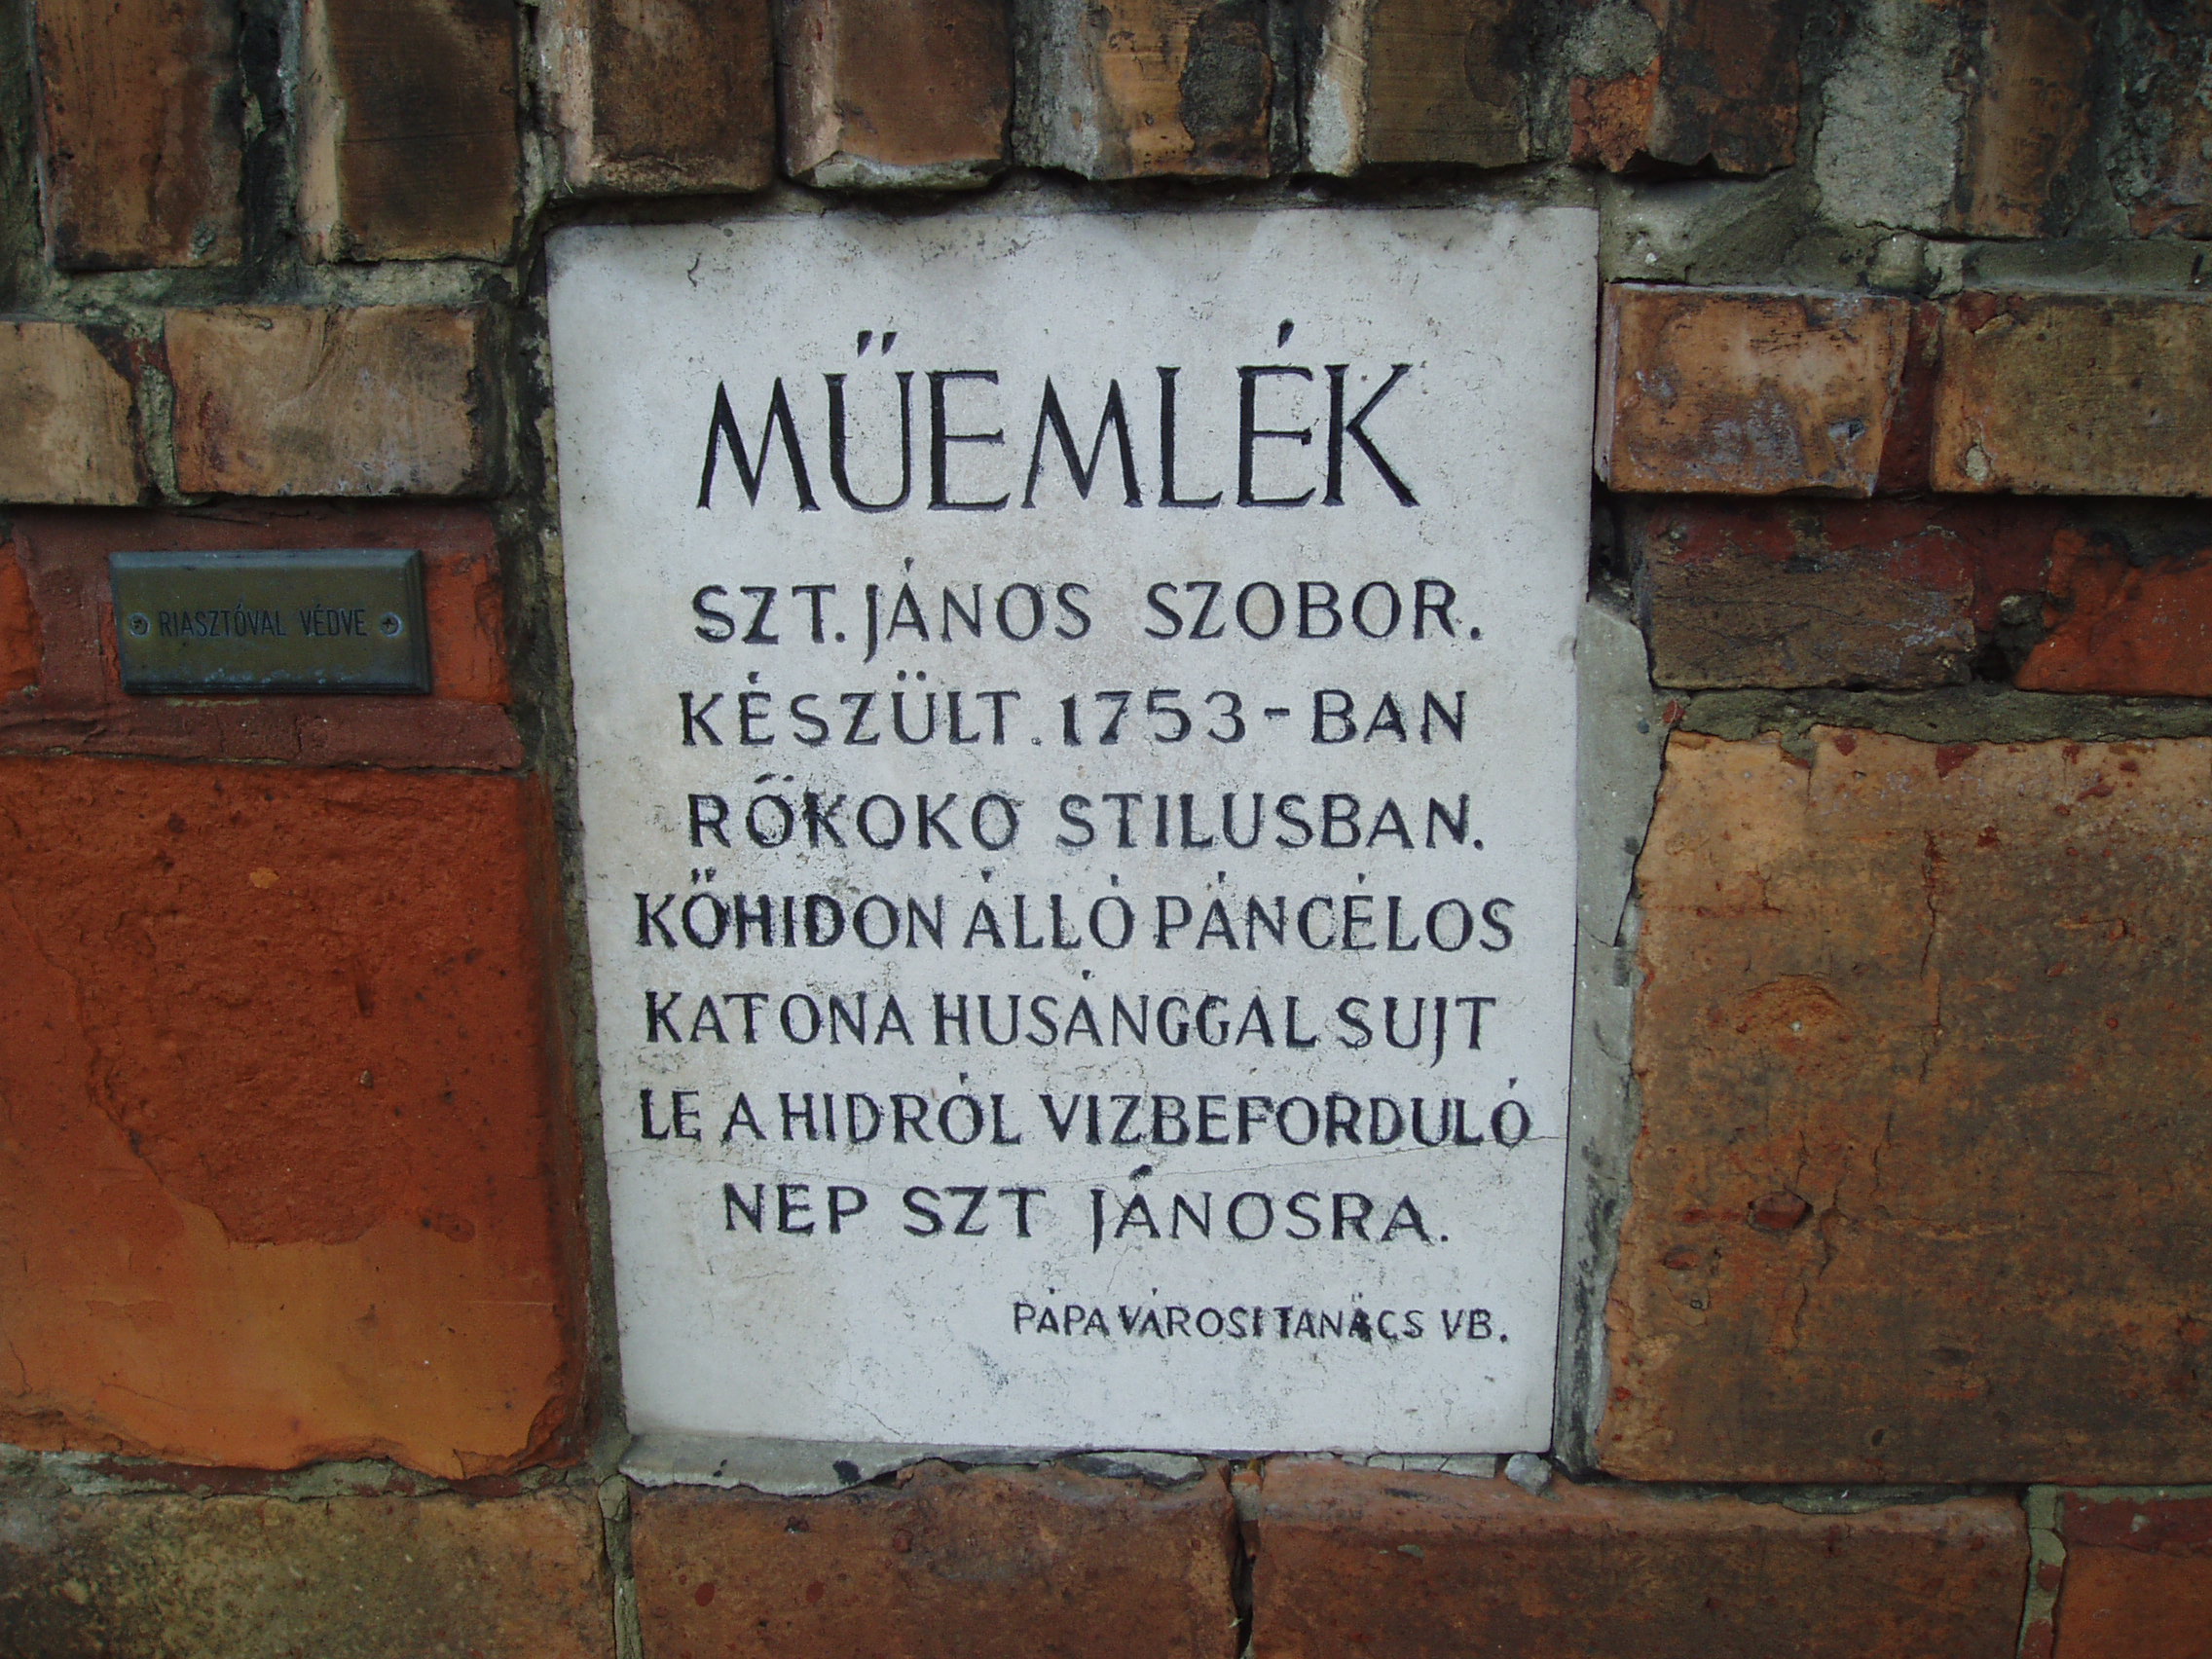 MŰEMLÉK
SZT. JÁNOS SZOBOR.
KÉSZÜLT. 1753-BAN
RŐKOKO STILUSBAN.
KŐHIDON ÁLLÓ PÁNCÉLOS
KATONA HUSÁNGGAL SUJT
LE A HIDRÓL VIZBEFORDULÓ
NEP SZT JÁNOSRA.
PÁPA VÁROSI TANÁCS VB.
RIASZTÓVAL VÉDVE